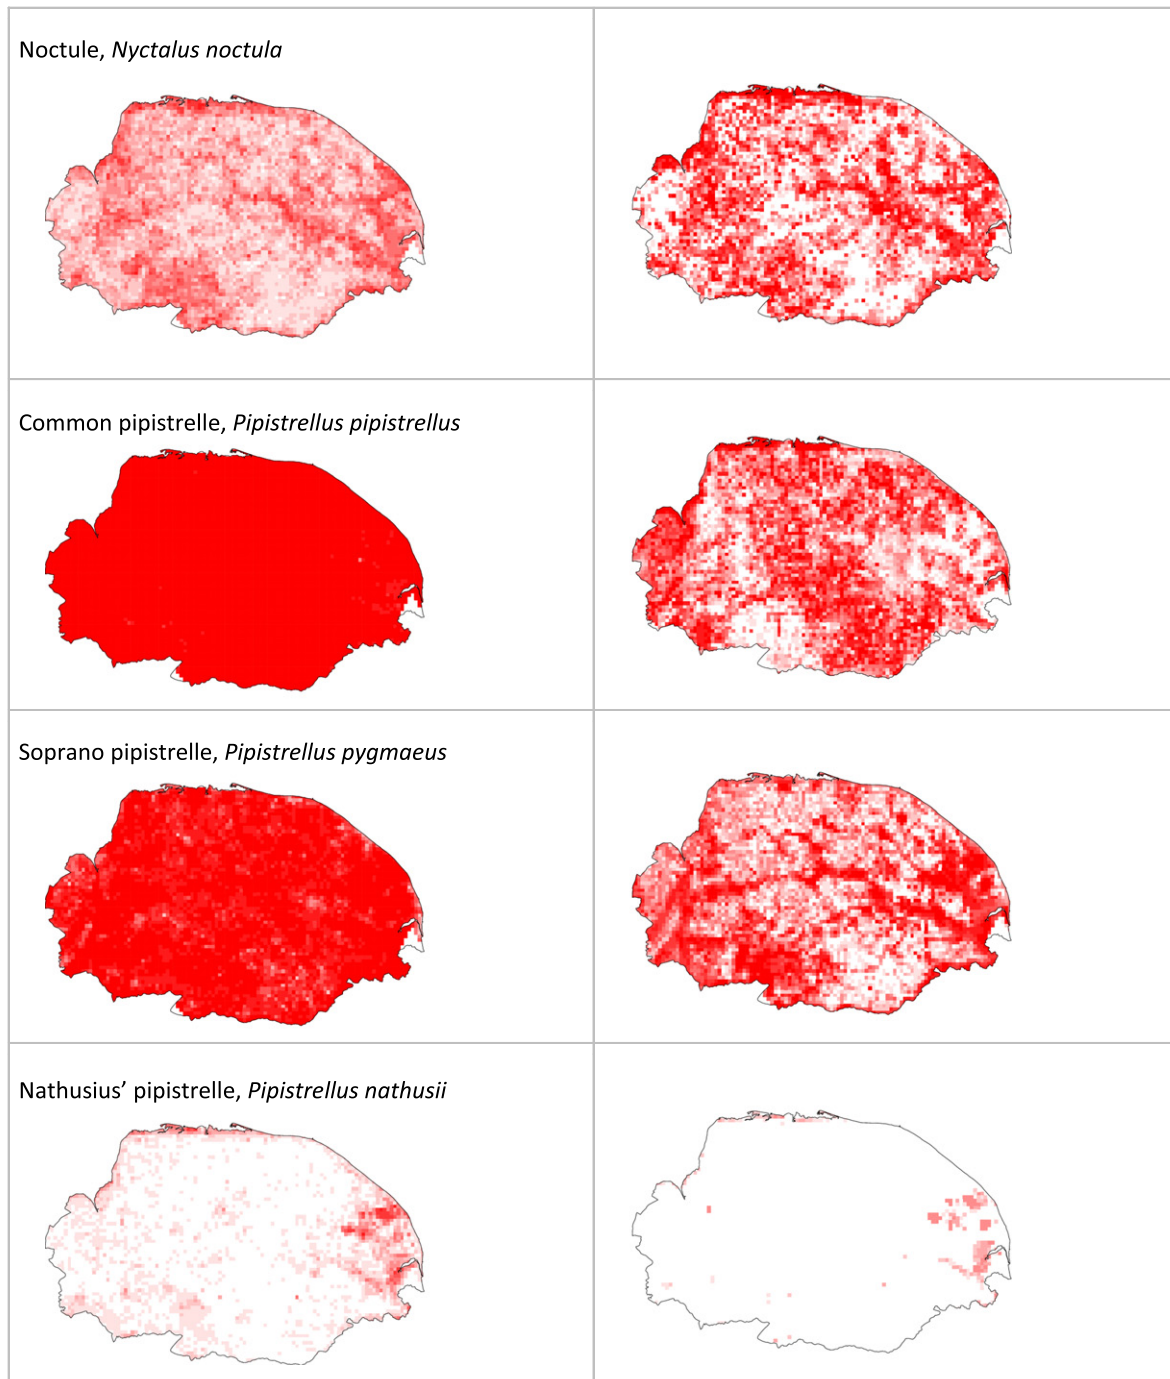 Noctule, Nyctalus noctula
Common pipistrelle, Pipistrellus pipistrellus
Soprano pipistrelle, Pipistrellus pygmaeus
Nathusius’ pipistrelle, Pipistrellus nathusii